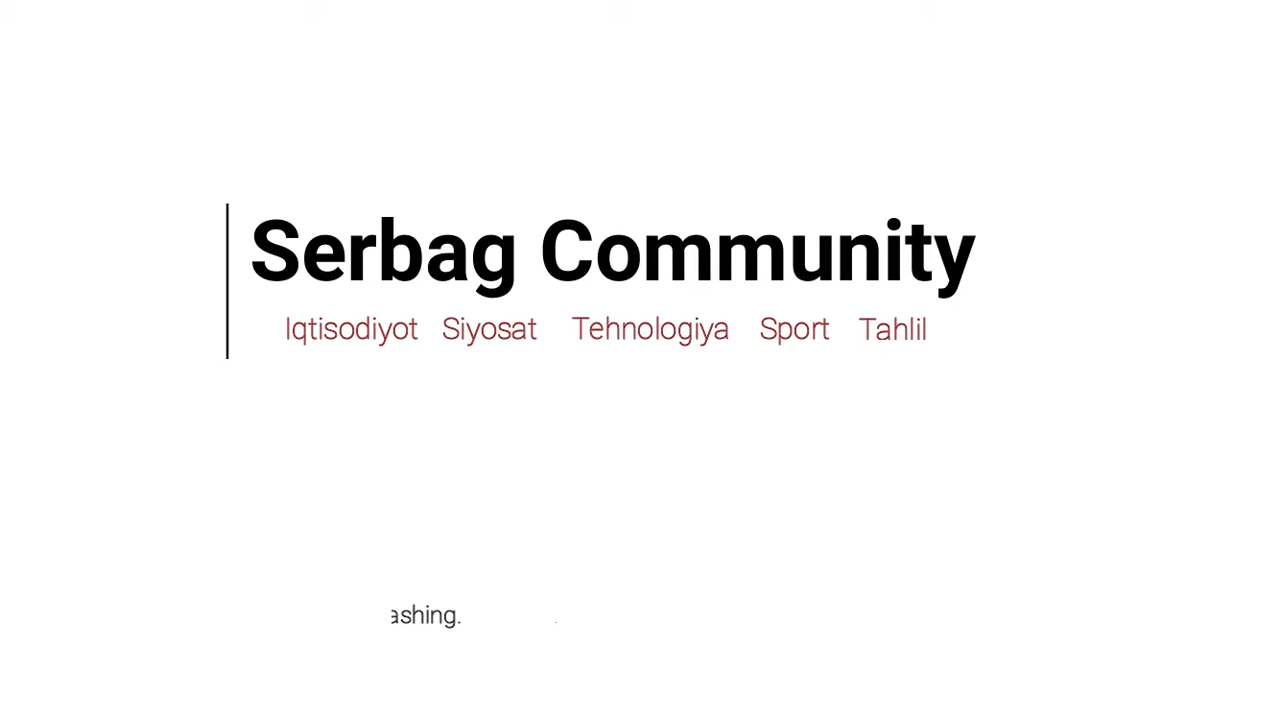 Serbag Community
Iqtisodiyot Siyosat Tehnologiya Sport Tahlil
ashing.